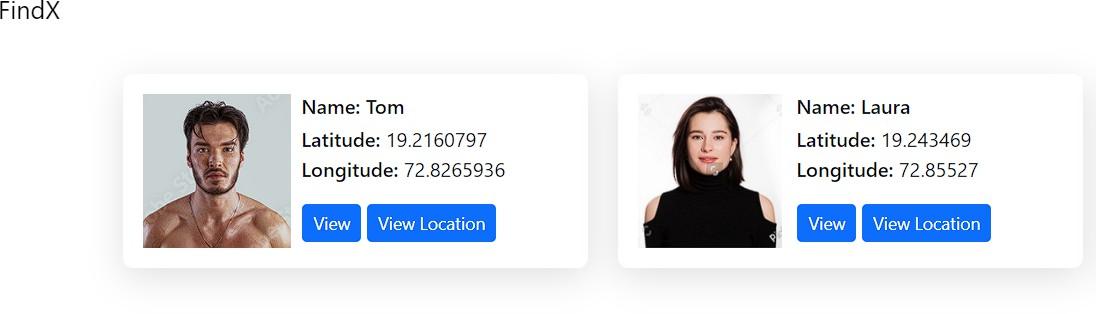 FindX
Name: Tom
Latitude: 19.2160797
Longitude: 72.8265936
View
View Location
Name: Laura
Latitude: 19.243469
Longitude: 72.85527
View
View Location